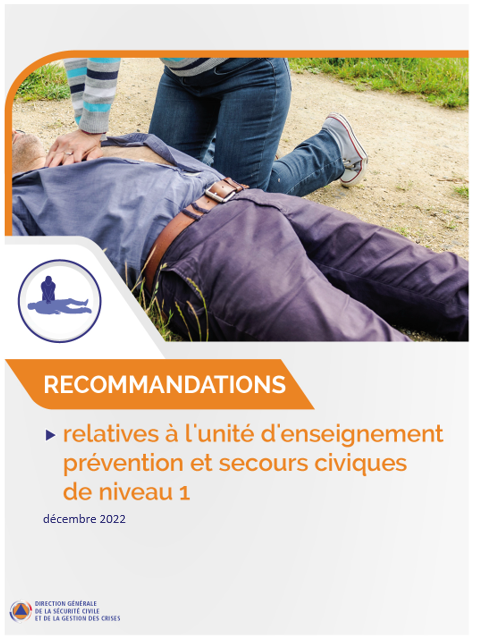 RECOMMANDATIONS
relatives à l'unité d'enseignement
prévention et secours civiques
de niveau 1
décembre 2022
DIRECTION GÉNÉRALE
DE LA SÉCURITÉ CIVILE
ET DE LA GESTION DES CRISES